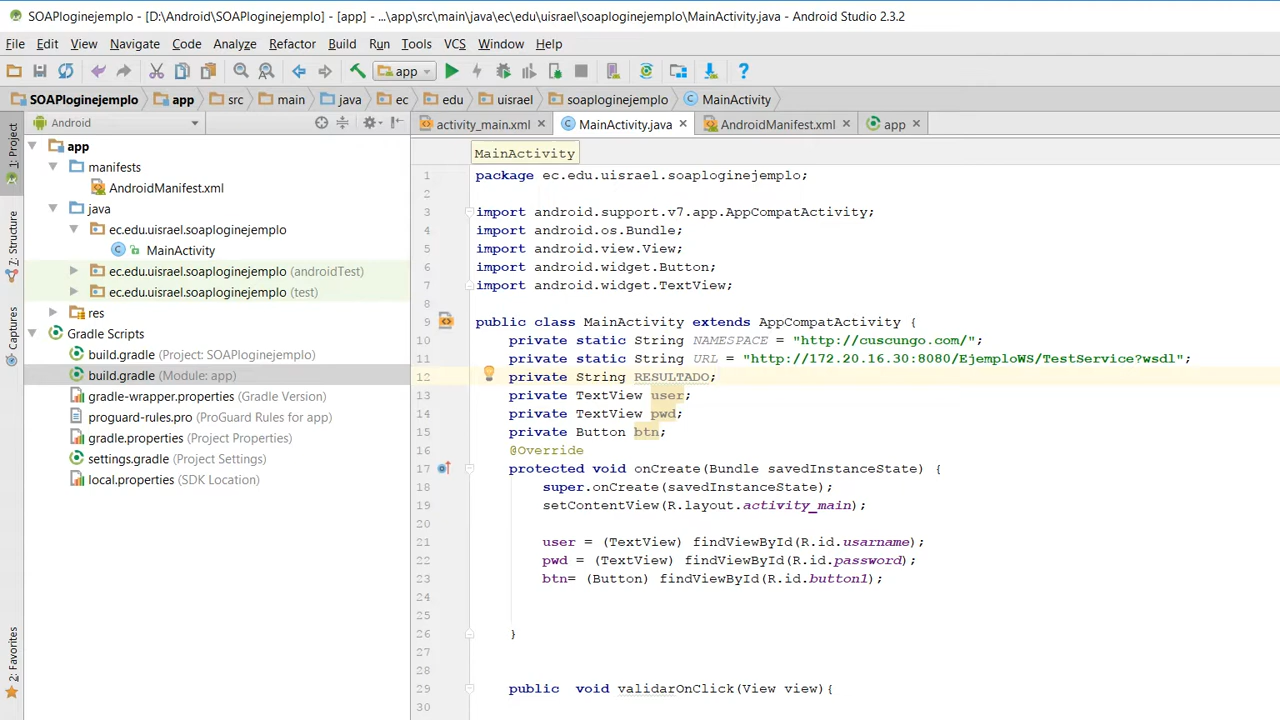 SOAPloginejemplo - [D:\Android\SOAPloginejemplo] - [app] - ...\app\src\main\java\ec\edu\uisrael\soaploginejemplo\MainActivity.java - Android Studio 2.3.2
File Edit View Navigate Code Analyze Refactor Build Run Tools VCS Window Help
app
SOAPloginejemplo app src main java ec edu uisrael soaploginejemplo MainActivity
Android
activity_main.xml MainActivity.java AndroidManifest.xml app
1: Project
7: Structure
Captures
2: Favorites
app
manifests
AndroidManifest.xml
java
ec.edu.uisrael.soaploginejemplo
MainActivity
ec.edu.uisrael.soaploginejemplo (androidTest)
ec.edu.uisrael.soaploginejemplo (test)
res
Gradle Scripts
build.gradle (Project: SOAPloginejemplo)
build.gradle (Module: app)
gradle-wrapper.properties (Gradle Version)
proguard-rules.pro (ProGuard Rules for app)
gradle.properties (Project Properties)
settings.gradle (Project Settings)
local.properties (SDK Location)
MainActivity
1 package ec.edu.uisrael.soaploginejemplo;
2
3 import android.support.v7.app.AppCompatActivity;
4 import android.os.Bundle;
5 import android.view.View;
6 import android.widget.Button;
7 import android.widget.TextView;
8
9 public class MainActivity extends AppCompatActivity {
10 private static String NAMESPACE = "http://cuscungo.com/";
11 private static String URL = "http://172.20.16.30:8080/EjemploWS/TestService?wsdl";
12 private String RESULTADO;
13 private TextView user;
14 private TextView pwd;
15 private Button btn;
16 @Override
17 protected void onCreate(Bundle savedInstanceState) {
18 super.onCreate(savedInstanceState);
19 setContentView(R.layout.activity_main);
20
21 user = (TextView) findViewById(R.id.usarname);
22 pwd = (TextView) findViewById(R.id.password);
23 btn= (Button) findViewById(R.id.button1);
24
25
26 }
27
28
29 public void validarOnClick(View view){
30